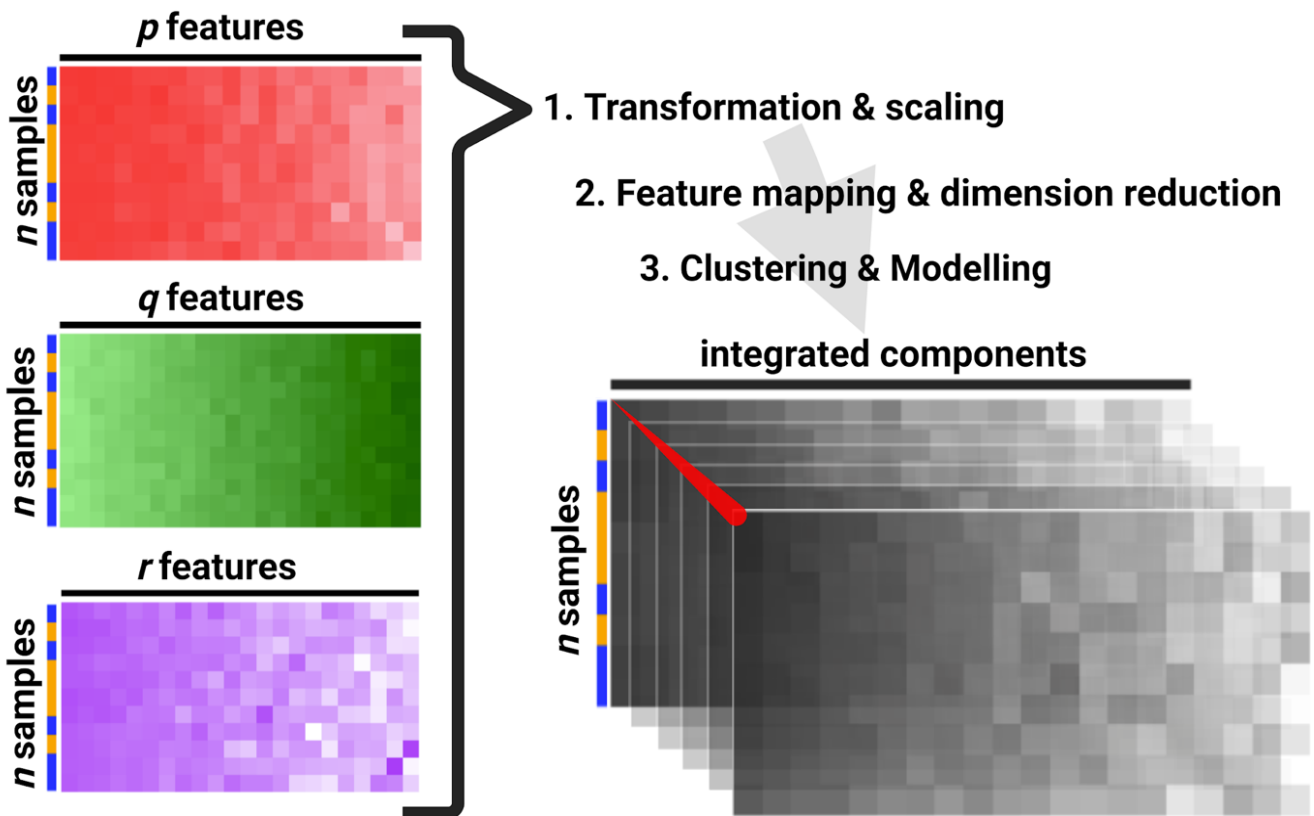 p features
n samples
q features
n samples
r features
n samples
1. Transformation & scaling
2. Feature mapping & dimension reduction
3. Clustering & Modelling
integrated components
n samples